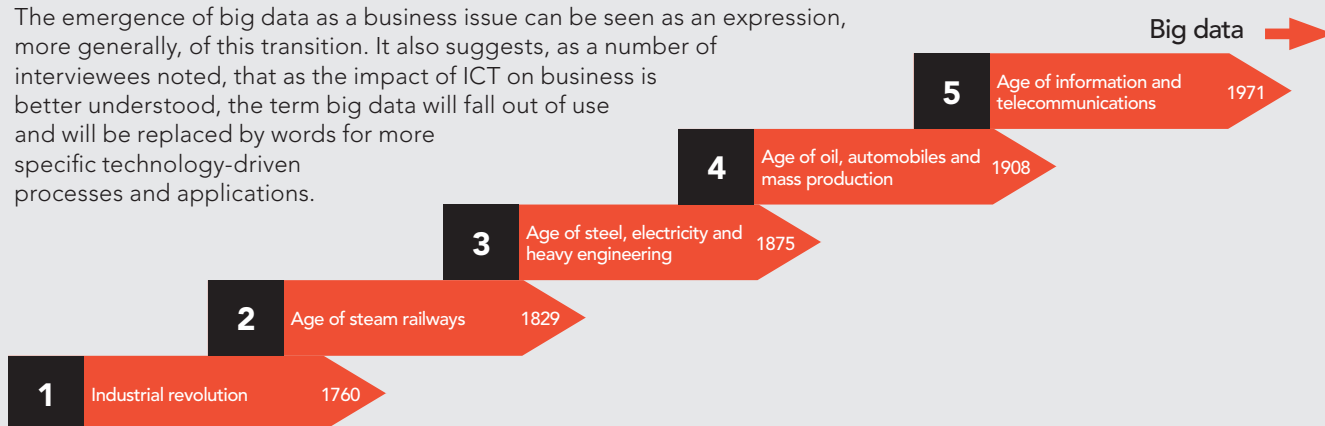 The emergence of big data as a business issue can be seen as an expression,
more generally, of this transition. It also suggests, as a number of
interviewees noted, that as the impact of ICT on business is
better understood, the term big data will fall out of use
and will be replaced by words for more
specific technology-driven
processes and applications.
Big data
5
Age of information and
telecommunications
1971
4
Age of oil, automobiles and
mass production
1908
3
Age of steel, electricity and
heavy engineering
1875
2
Age of steam railways
1829
1
Industrial revolution
1760